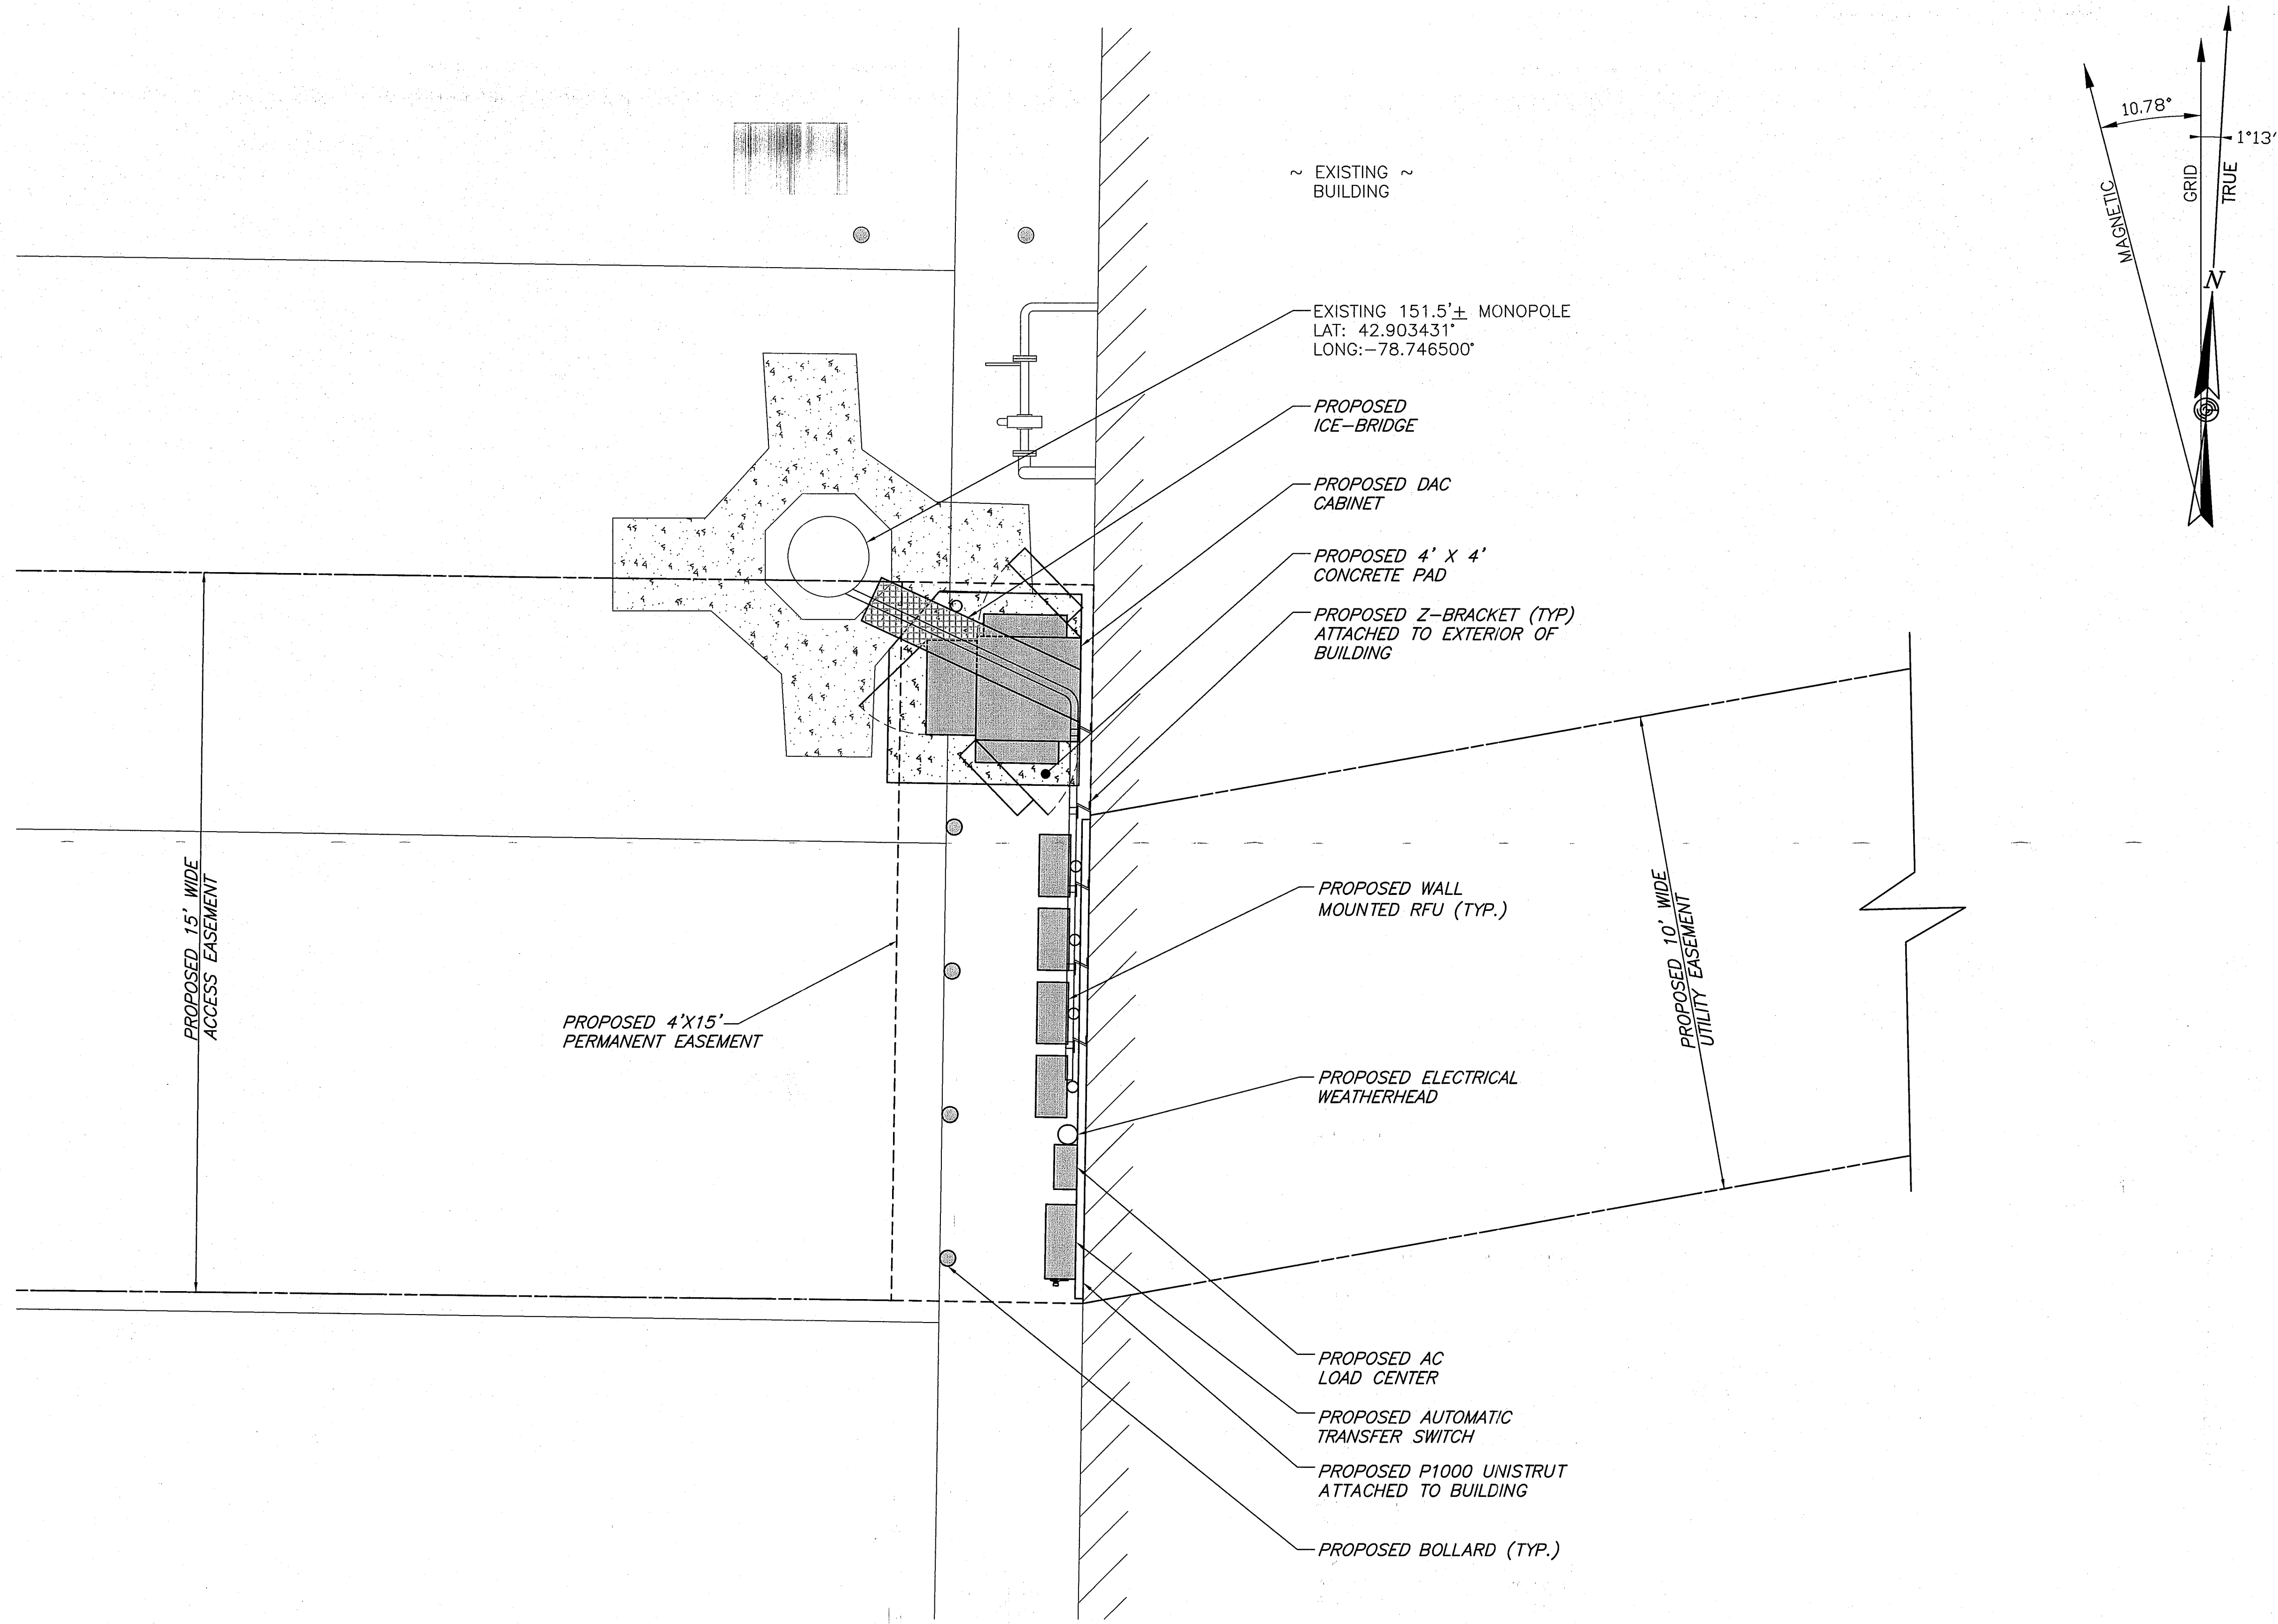 10.78°
1°13'
MAGNETIC
GRID
TRUE
N
~ EXISTING ~
BUILDING
EXISTING 151.5'± MONOPOLE
LAT: 42.903431°
LONG:-78.746500°
PROPOSED
ICE-BRIDGE
PROPOSED DAC
CABINET
PROPOSED 4' X 4'
CONCRETE PAD
PROPOSED Z-BRACKET (TYP)
ATTACHED TO EXTERIOR OF
BUILDING
PROPOSED WALL
MOUNTED RFU (TYP.)
PROPOSED 15' WIDE
ACCESS EASEMENT
PROPOSED 4'X15'
PERMANENT EASEMENT
PROPOSED 10' WIDE
UTILITY EASEMENT
PROPOSED ELECTRICAL
WEATHERHEAD
PROPOSED AC
LOAD CENTER
PROPOSED AUTOMATIC
TRANSFER SWITCH
PROPOSED P1000 UNISTRUT
ATTACHED TO BUILDING
PROPOSED BOLLARD (TYP.)